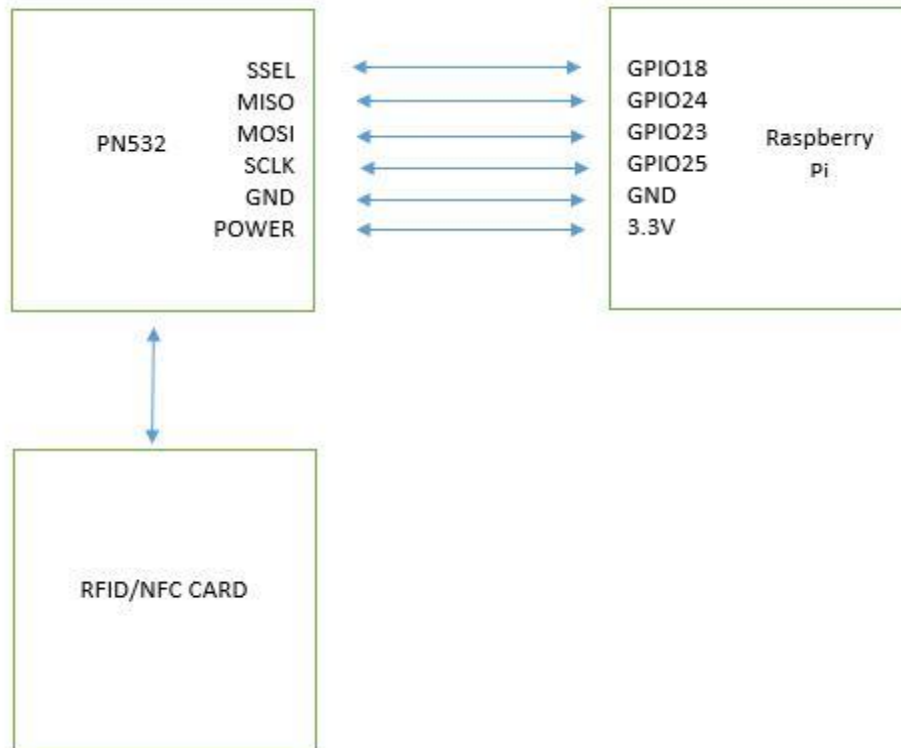 PN532
SSEL
MISO
MOSI
SCLK
GND
POWER
GPIO18
GPIO24
GPIO23
GPIO25
GND
3.3V
Raspberry
Pi
RFID/NFC CARD